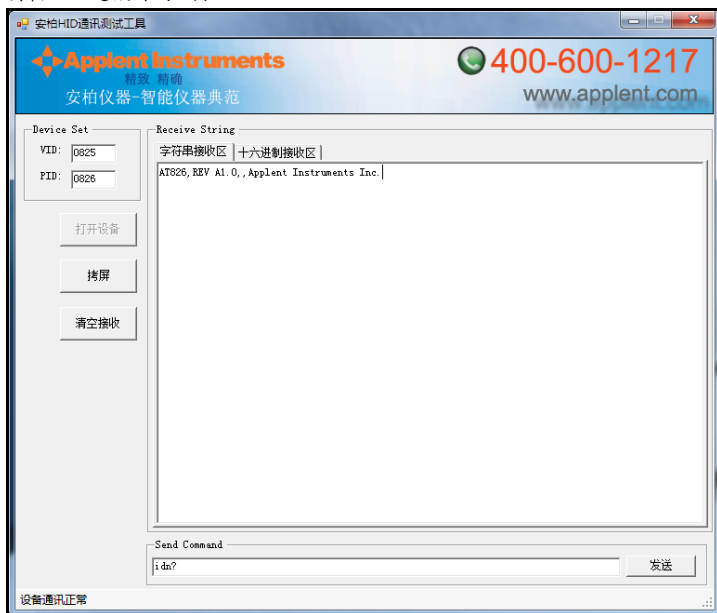 安柏HID通讯测试工具
Applent Instruments
精致 精确
安柏仪器-智能仪器典范
400-600-1217
www.applent.com
Device Set
VID: 0825
PID: 0826
打开设备
拷屏
清空接收
Receive String
字符串接收区
十六进制接收区
AT826,REV A1.0,,Applent Instruments Inc.
Send Command
idn?
发送
设备通讯正常